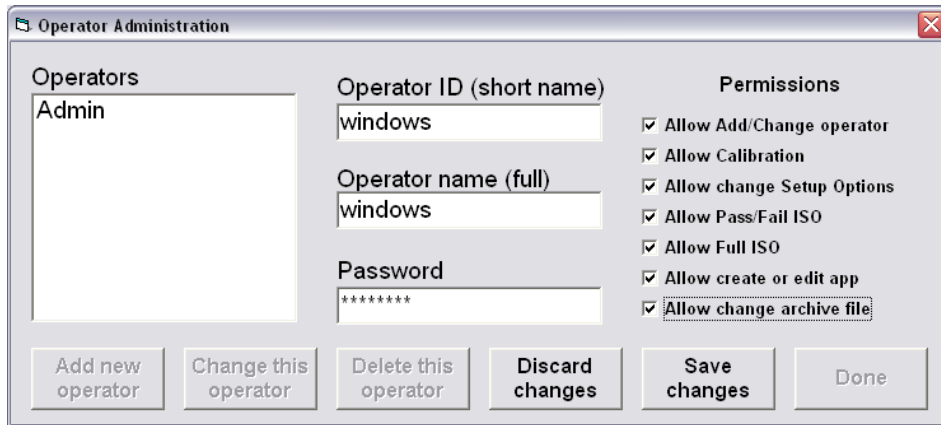 Operator Administration
Operators
Admin
Operator ID (short name)
windows
Operator name (full)
windows
Password
********
Permissions
Allow Add/Change operator
Allow Calibration
Allow change Setup Options
Allow Pass/Fail ISO
Allow Full ISO
Allow create or edit app
Allow change archive file
Add new
operator
Change this
operator
Delete this
operator
Discard
changes
Save
changes
Done